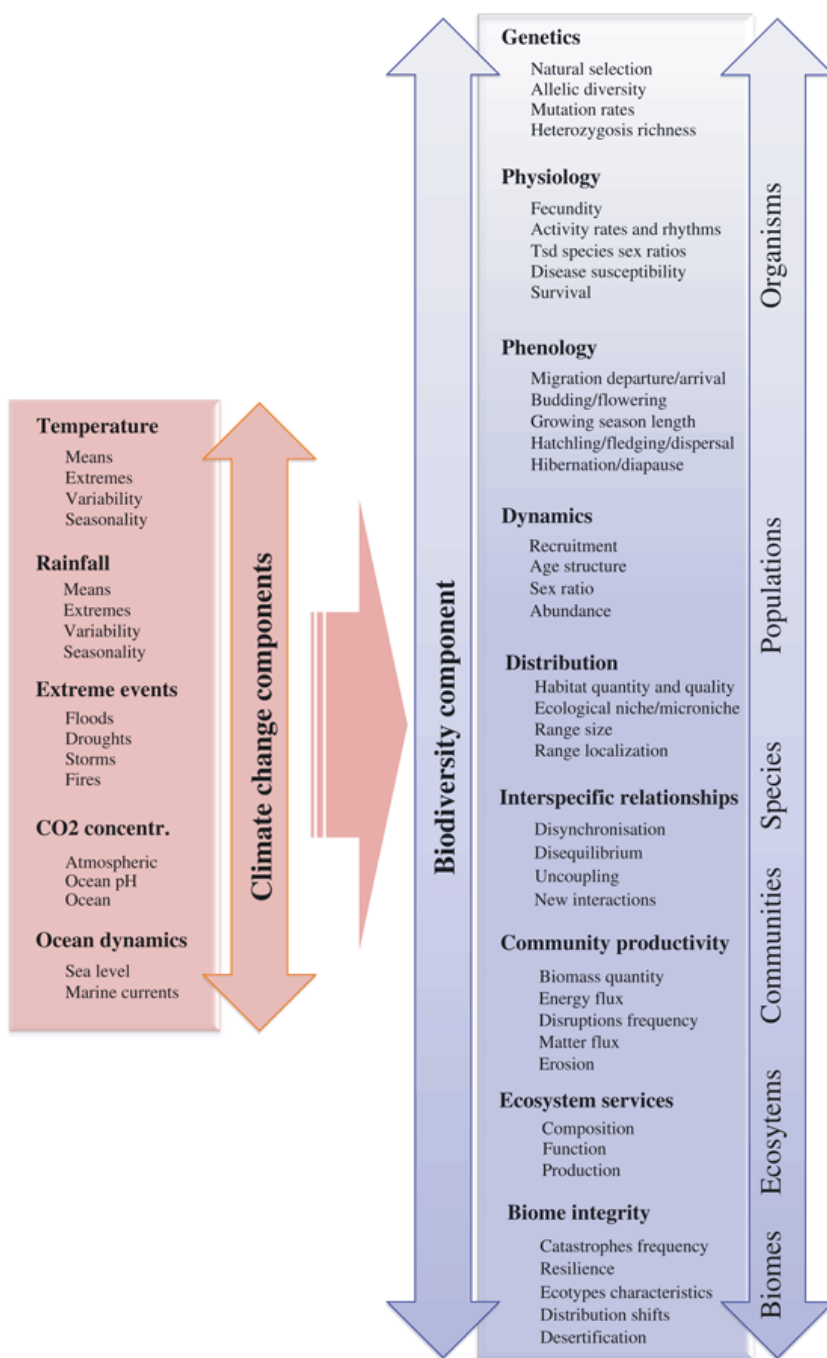 Temperature
Means
Extremes
Variability
Seasonality
Rainfall
Means
Extremes
Variability
Seasonality
Extreme events
Floods
Droughts
Storms
Fires
CO2 concentr.
Atmospheric
Ocean pH
Ocean
Ocean dynamics
Sea level
Marine currents
Climate change components
Biodiversity component
Genetics
Natural selection
Allelic diversity
Mutation rates
Heterozygosis richness
Physiology
Fecundity
Activity rates and rhythms
Tsd species sex ratios
Disease susceptibility
Survival
Phenology
Migration departure/arrival
Budding/flowering
Growing season length
Hatchling/fledging/dispersal
Hibernation/diapause
Dynamics
Recruitment
Age structure
Sex ratio
Abundance
Distribution
Habitat quantity and quality
Ecological niche/microniche
Range size
Range localization
Interspecific relationships
Disynchronisation
Disequilibrium
Uncoupling
New interactions
Community productivity
Biomass quantity
Energy flux
Disruptions frequency
Matter flux
Erosion
Ecosystem services
Composition
Function
Production
Biome integrity
Catastrophes frequency
Resilience
Ecotypes characteristics
Distribution shifts
Desertification
Organisms
Populations
Species
Communities
Ecosytems
Biomes